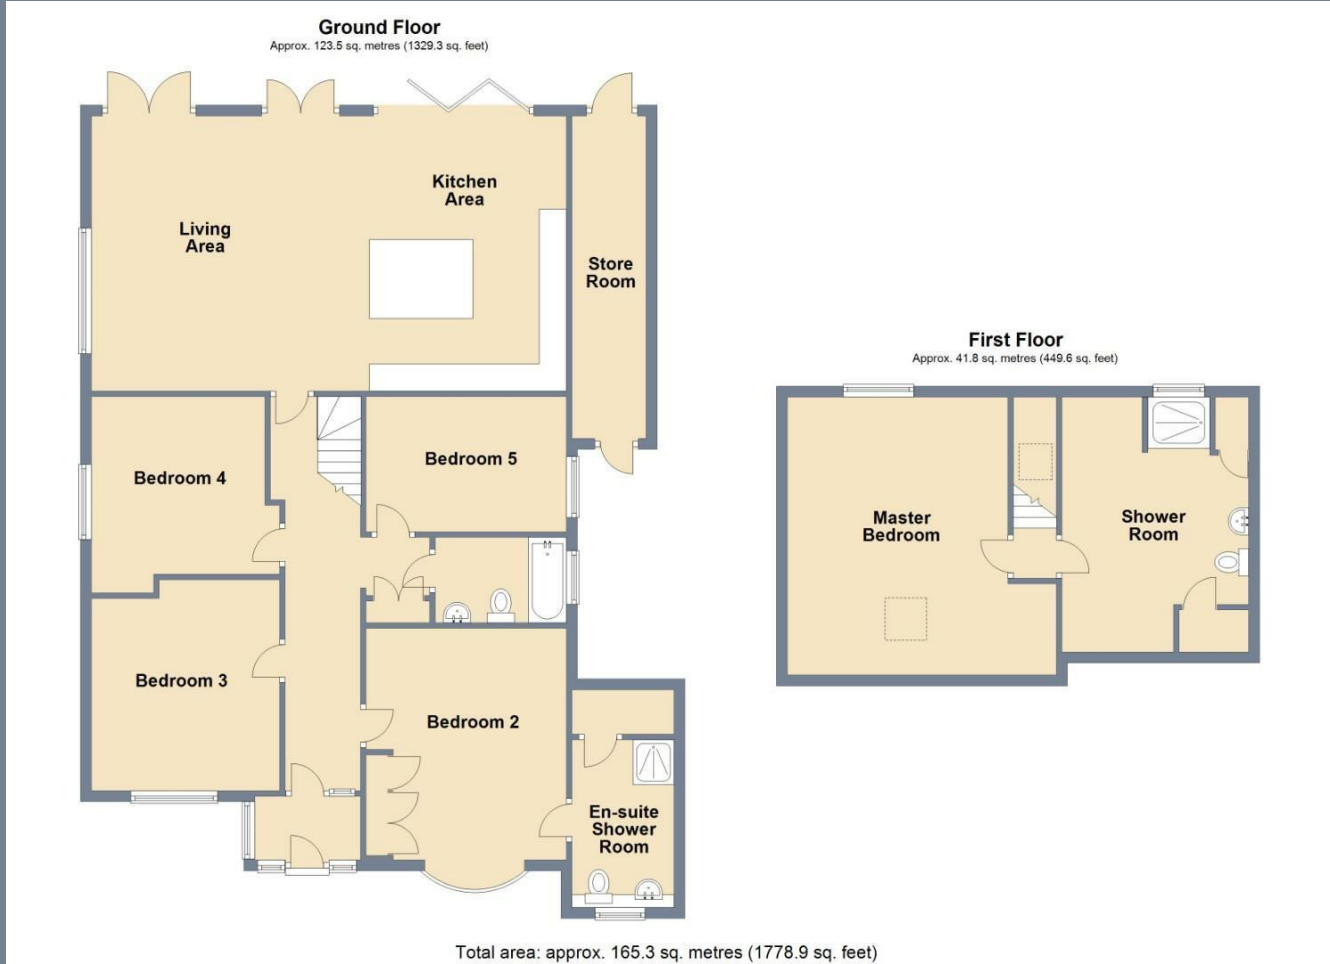 Ground Floor
Approx. 123.5 sq. metres (1329.3 sq. feet)
Kitchen
Area
Living
Area
Store
Room
Bedroom 5
Bedroom 4
Bedroom 3
Bedroom 2
En-suite
Shower
Room
First Floor
Approx. 41.8 sq. metres (449.6 sq. feet)
Master
Bedroom
Shower
Room
Total area: approx. 165.3 sq. metres (1778.9 sq. feet)